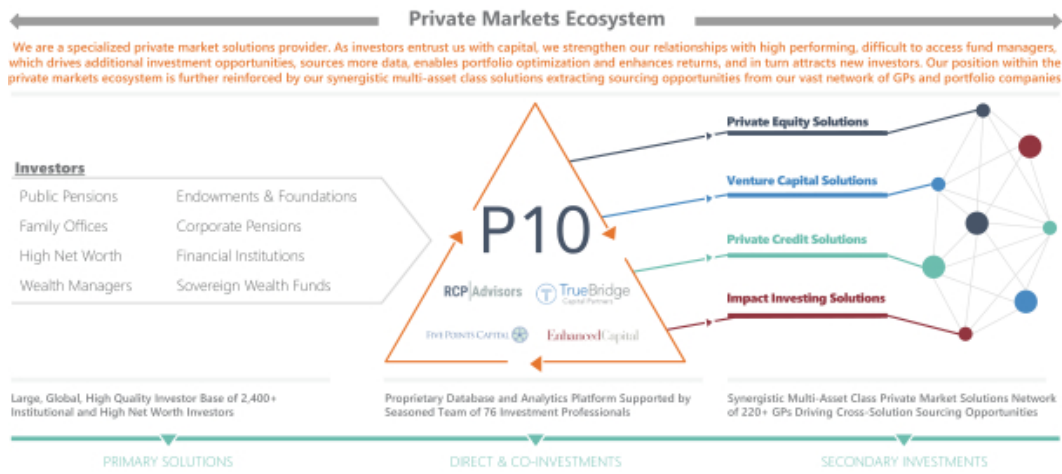 Private Markets Ecosystem
We are a specialized private market solutions provider. As investors entrust us with capital, we strengthen our relationships with high performing, difficult to access fund managers,
which drives additional investment opportunities, sources more data, enables portfolio optimization and enhances returns, and in turn attracts new investors. Our position within the
private markets ecosystem is further reinforced by our synergistic multi-asset class solutions extracting sourcing opportunities from our vast network of GPs and portfolio companies
Investors
Public Pensions
Endowments & Foundations
Family Offices
Corporate Pensions
High Net Worth
Financial Institutions
Wealth Managers
Sovereign Wealth Funds
P10
RCP|Advisors
TrueBridge
Capital Partners
FIVE POINTS CAPITAL
EnhancedCapital
Private Equity Solutions
Venture Capital Solutions
Private Credit Solutions
Impact Investing Solutions
Large, Global, High Quality Investor Base of 2,400+
Institutional and High Net Worth Investors
Proprietary Database and Analytics Platform Supported by
Seasoned Team of 76 Investment Professionals
Synergistic Multi-Asset Class Private Market Solutions Network
of 220+ GPs Driving Cross-Solution Sourcing Opportunities
PRIMARY SOLUTIONS
DIRECT & CO-INVESTMENTS
SECONDARY INVESTMENTS